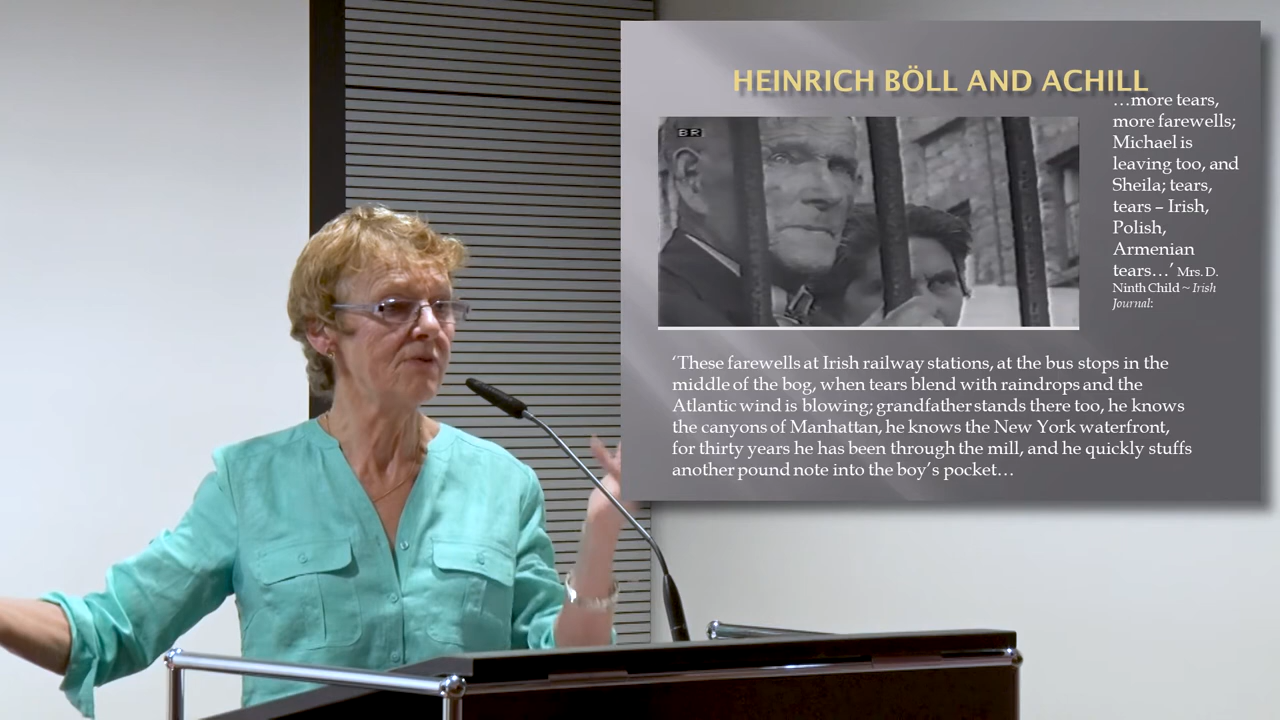 HEINRICH BÖLL AND ACHILL
BR
…more tears,
more farewells;
Michael is
leaving too, and
Sheila; tears,
tears – Irish,
Polish,
Armenian
tears…’ Mrs. D.
Ninth Child ~ Irish
Journal:
‘These farewells at Irish railway stations, at the bus stops in the
middle of the bog, when tears blend with raindrops and the
Atlantic wind is blowing; grandfather stands there too, he knows
the canyons of Manhattan, he knows the New York waterfront,
for thirty years he has been through the mill, and he quickly stuffs
another pound note into the boy’s pocket…